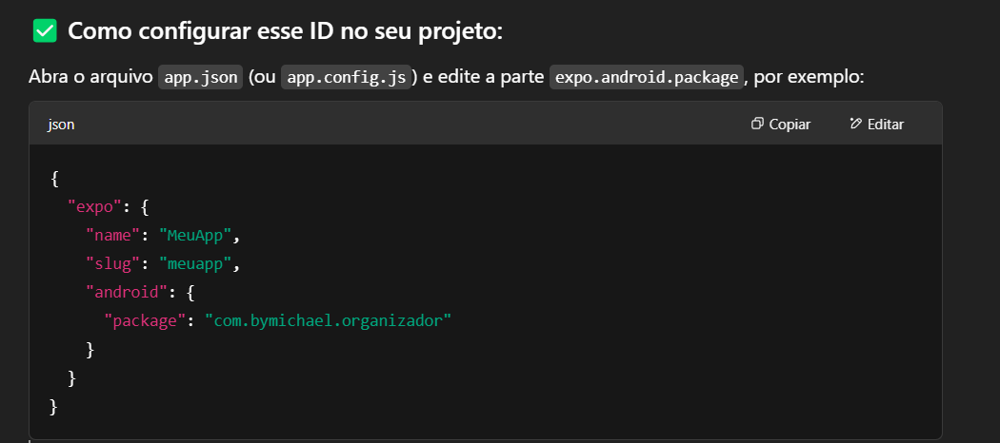 ✅ Como configurar esse ID no seu projeto:
Abra o arquivo app.json (ou app.config.js) e edite a parte expo.android.package, por exemplo:
json Copiar Editar
{
  "expo": {
    "name": "MeuApp",
    "slug": "meuapp",
    "android": {
      "package": "com.bymichael.organizador"
    }
  }
}